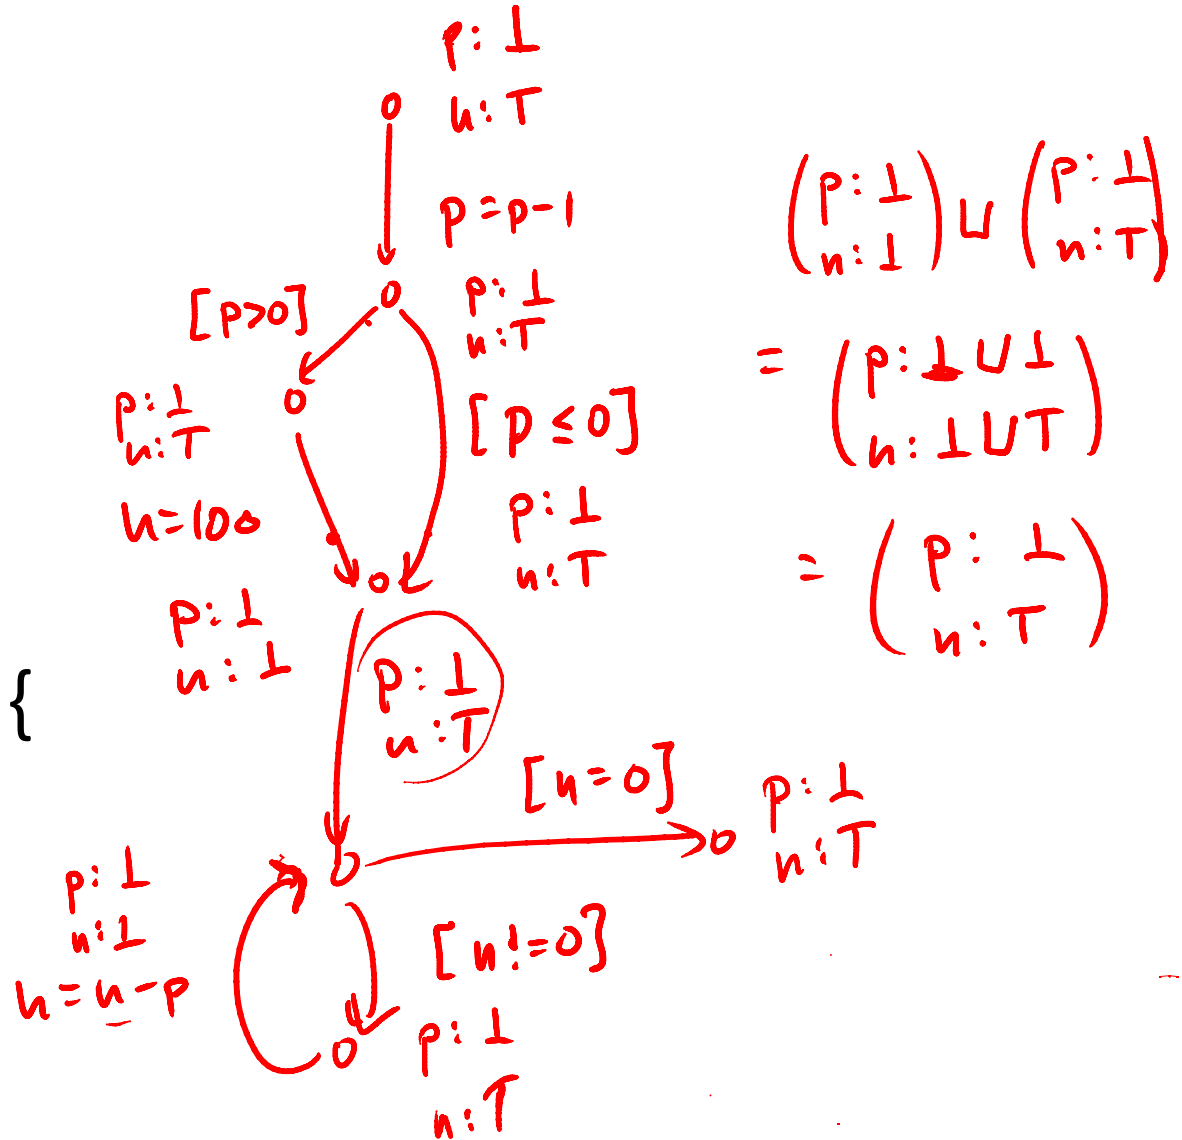 p: ⊥
n: T
p = p - 1
[p>0]
p: ⊥
n: T
p: ⊥
n: T
[p ≤ 0]
n = 100
p: ⊥
n: T
p: ⊥
n: ⊥
p: ⊥
n: T
{
[n = 0]
p: ⊥
n: T
p: ⊥
n: ⊥
n = n - p
[n != 0]
p: ⊥
n: T
(p: ⊥) ⊔ (p: ⊥)
(n: ⊥) (n: T)
= (p: ⊥ ⊔ ⊥)
(n: ⊥ ⊔ T)
= (p: ⊥)
(n: T)